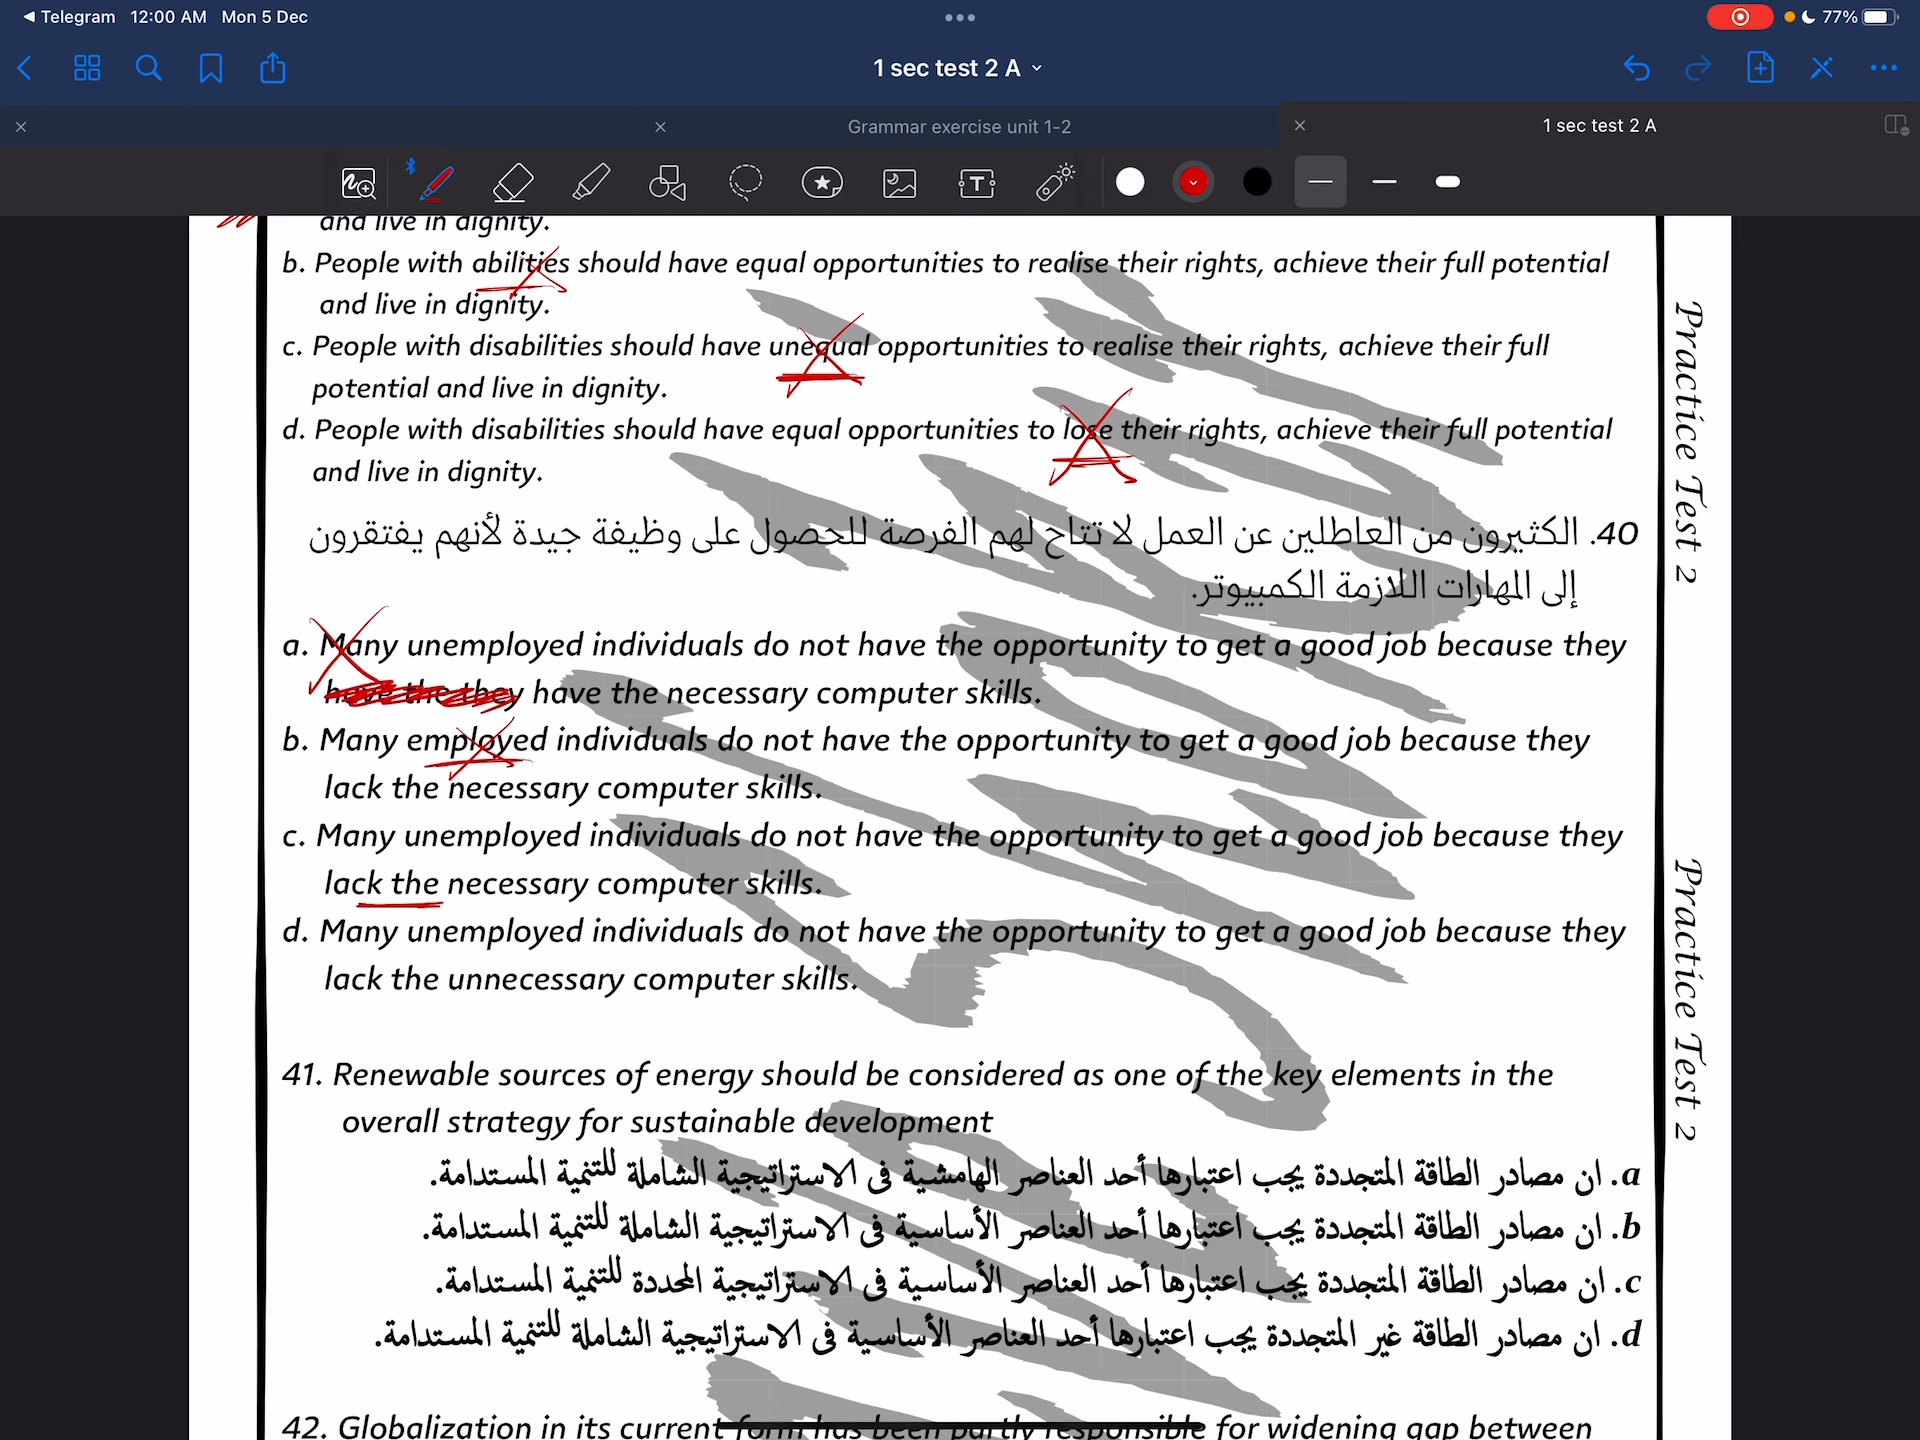 Telegram 12:00 AM Mon 5 Dec
77%
1 sec test 2 A
Grammar exercise unit 1-2
1 sec test 2 A
and live in dignity.
b. People with abilities should have equal opportunities to realise their rights, achieve their full potential
and live in dignity.
c. People with disabilities should have unequal opportunities to realise their rights, achieve their full
potential and live in dignity.
d. People with disabilities should have equal opportunities to lose their rights, achieve their full potential
and live in dignity.
40. الكثيرون من العاطلين عن العمل لا تتاح لهم الفرصة للحصول على وظيفة جيدة لأنهم يفتقرون
إلى المهارات اللازمة الكمبيوتر.
a. Many unemployed individuals do not have the opportunity to get a good job because they
have the they have the necessary computer skills.
b. Many employed individuals do not have the opportunity to get a good job because they
lack the necessary computer skills.
c. Many unemployed individuals do not have the opportunity to get a good job because they
lack the necessary computer skills.
d. Many unemployed individuals do not have the opportunity to get a good job because they
lack the unnecessary computer skills.
41. Renewable sources of energy should be considered as one of the key elements in the
overall strategy for sustainable development
a. ان مصادر الطاقة المتجددة يجب اعتبارها أحد العناصر الهامشية فى الاستراتيجية الشاملة للتنمية المستدامة.
b. ان مصادر الطاقة المتجددة يجب اعتبارها أحد العناصر الأساسية فى الاستراتيجية الشاملة للتنمية المستدامة.
c. ان مصادر الطاقة المتجددة يجب اعتبارها أحد العناصر الأساسية فى الاستراتيجية المحددة للتنمية المستدامة.
d. ان مصادر الطاقة غير المتجددة يجب اعتبارها أحد العناصر الأساسية فى الاستراتيجية الشاملة للتنمية المستدامة.
42. Globalization in its current form has been partly responsible for widening gap between
Practice Test 2
Practice Test 2